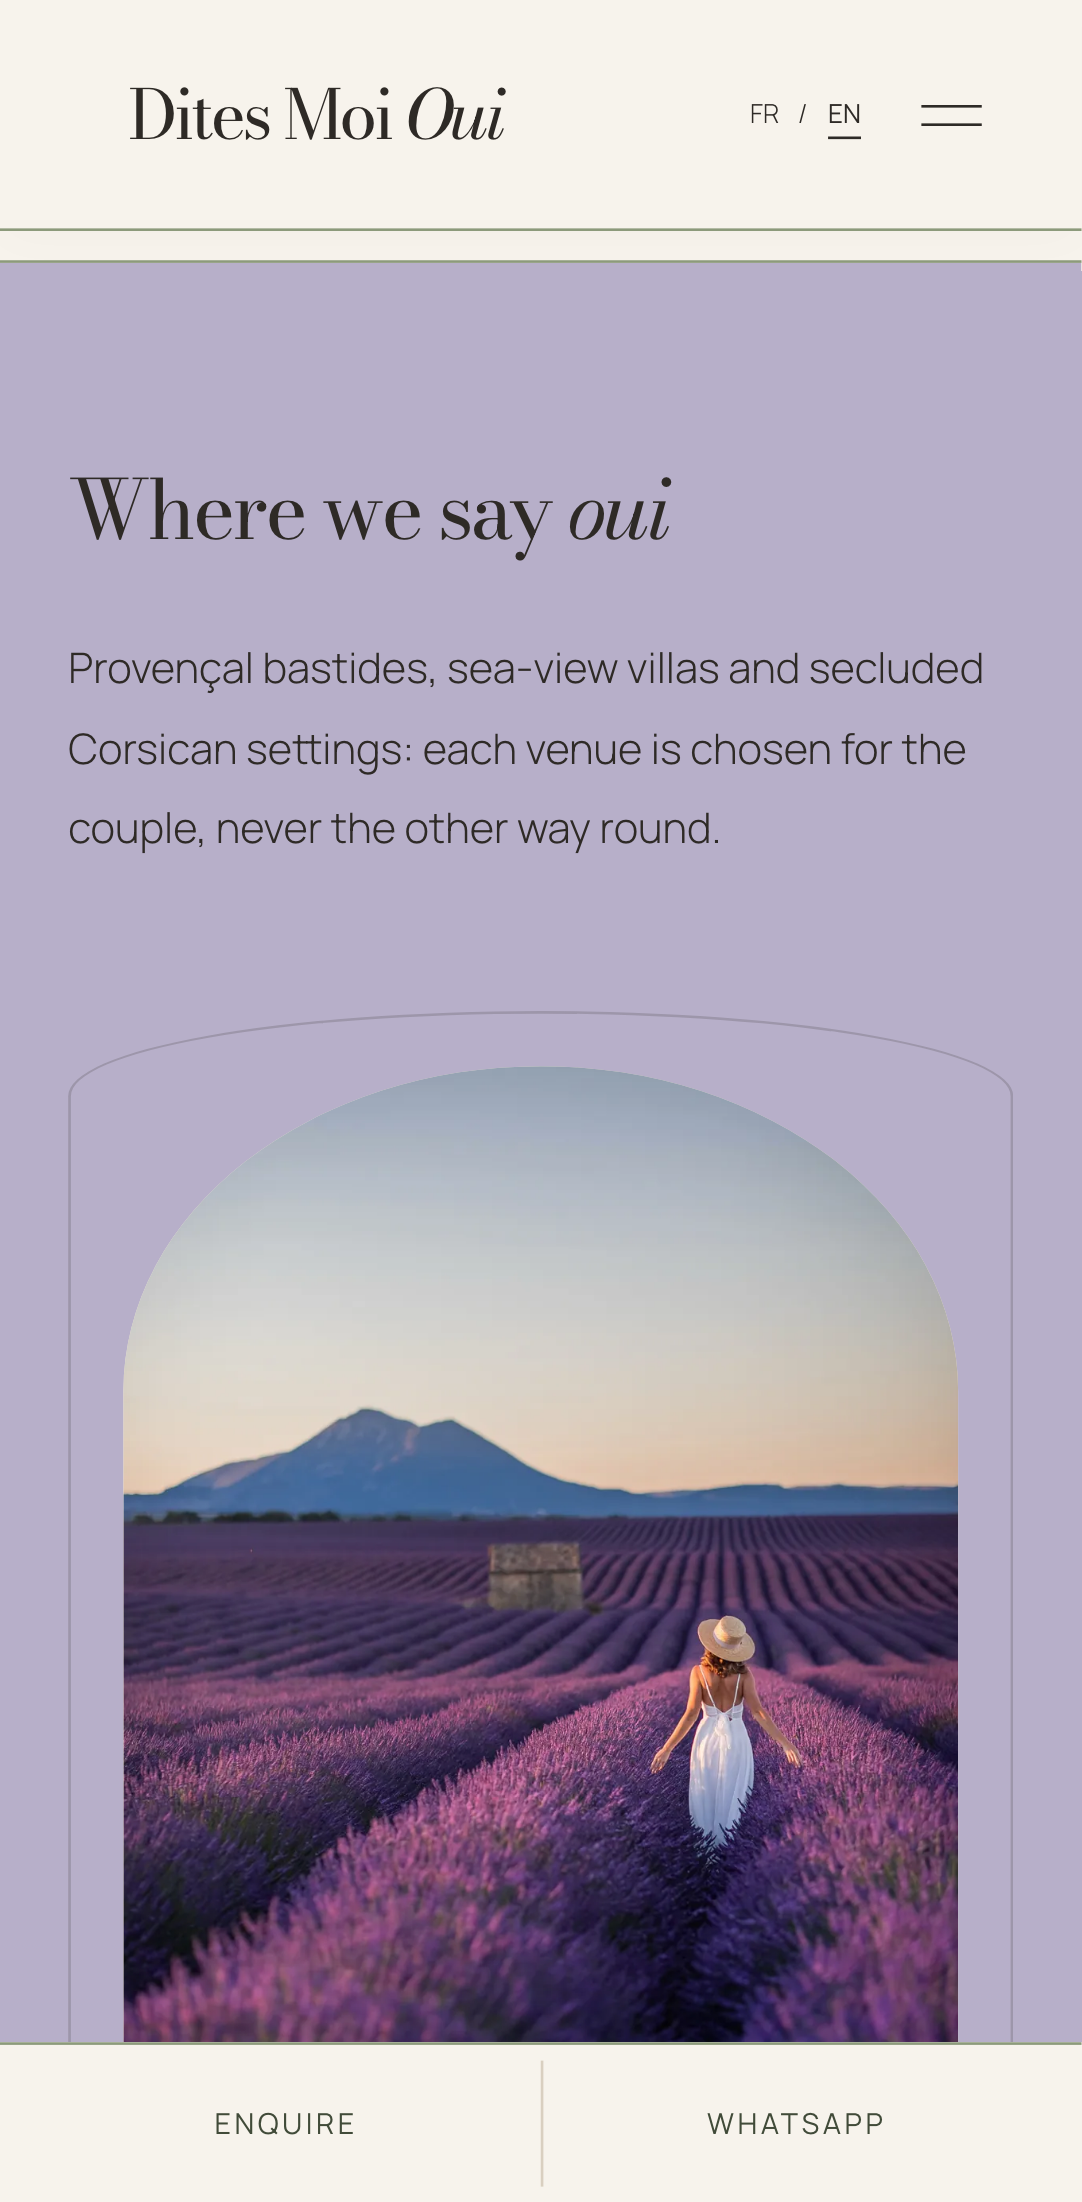 Dites Moi Oui
FR / EN
Where we say oui
Provençal bastides, sea-view villas and secluded
Corsican settings: each venue is chosen for the
couple, never the other way round.
ENQUIRE
WHATSAPP